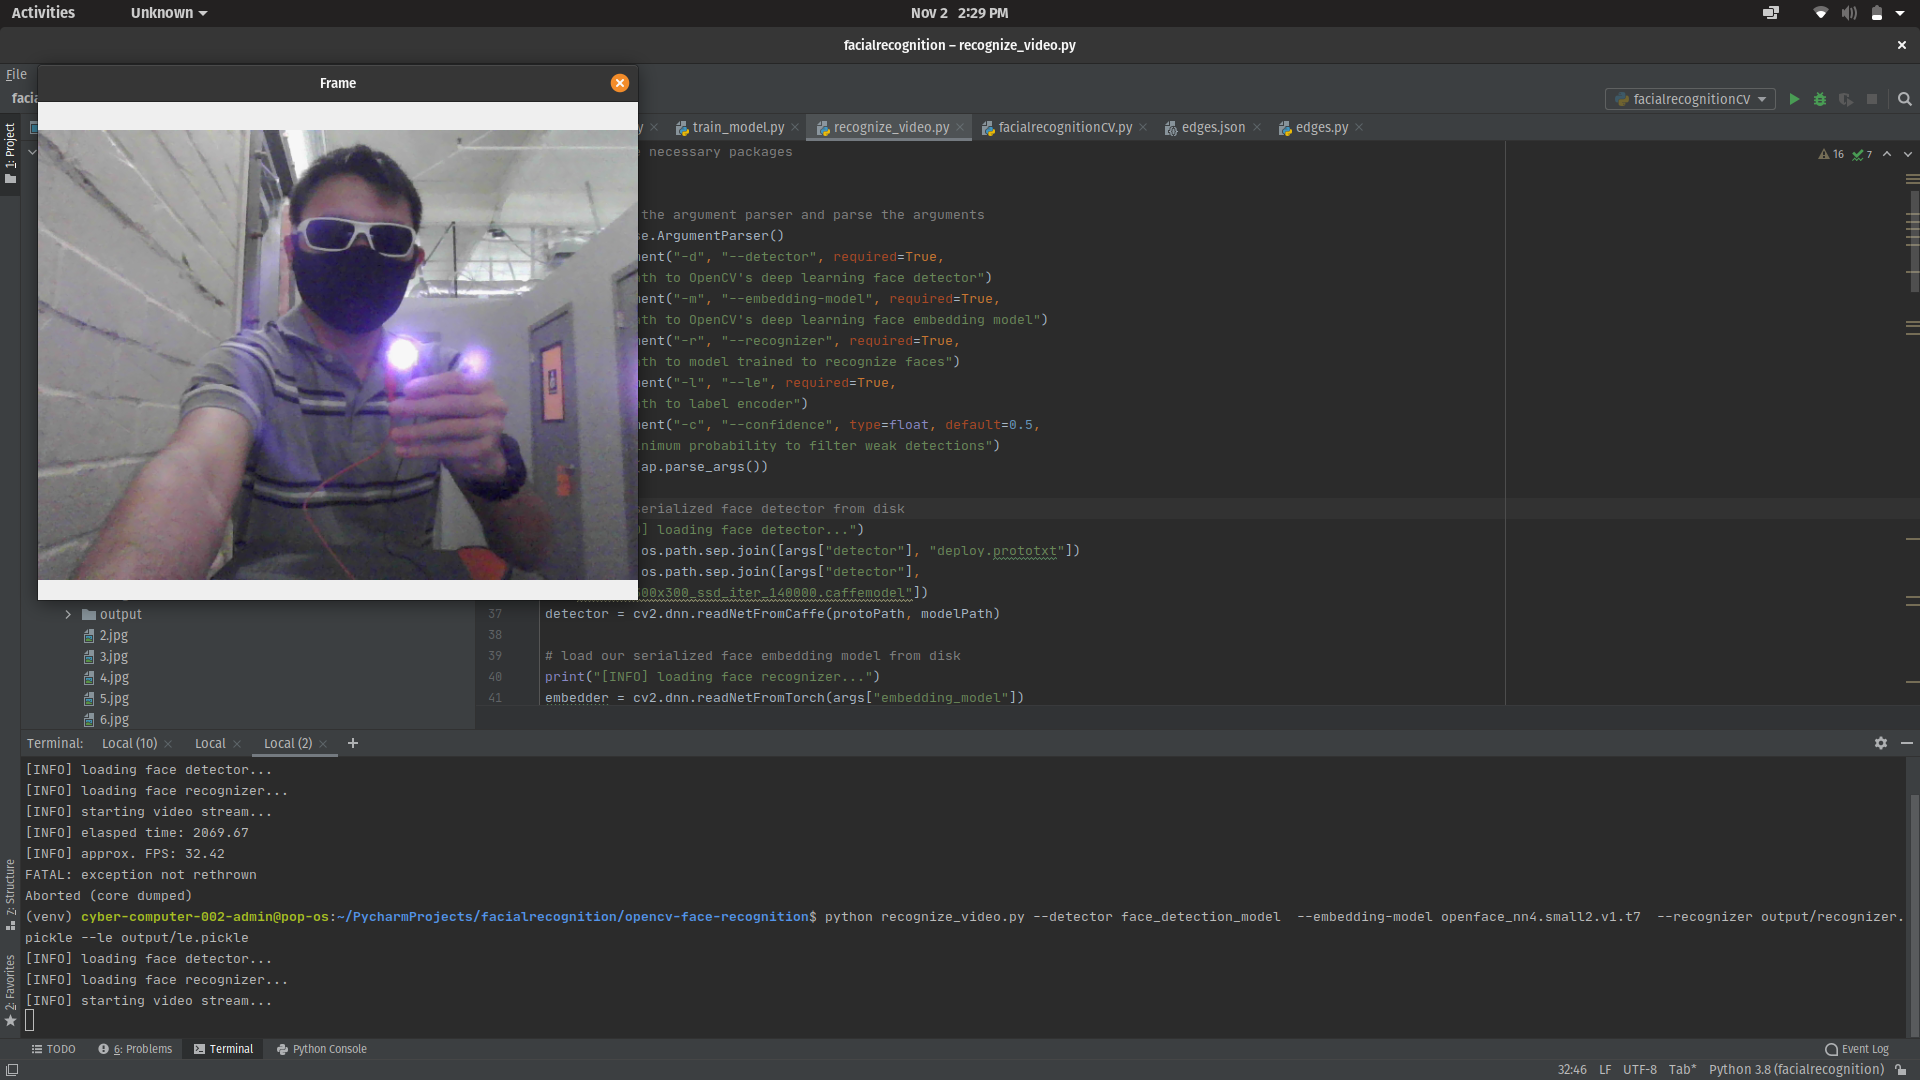 Activities
Unknown
Nov 2 2:29 PM
facialrecognition – recognize_video.py
File
Frame
facialrecognitionCV
train_model.py
recognize_video.py
facialrecognitionCV.py
edges.json
edges.py
1: Project
necessary packages
16
7
the argument parser and parse the arguments
.ArgumentParser()
("-d", "--detector", required=True,
to OpenCV's deep learning face detector")
("-m", "--embedding-model", required=True,
to OpenCV's deep learning face embedding model")
("-r", "--recognizer", required=True,
to model trained to recognize faces")
("-l", "--le", required=True,
to label encoder")
("-c", "--confidence", type=float, default=0.5,
probability to filter weak detections")
ap.parse_args())
serialized face detector from disk
] loading face detector...")
os.path.sep.join([args["detector"], "deploy.prototxt"])
os.path.sep.join([args["detector"],
00x300_ssd_iter_140000.caffemodel"])
37 detector = cv2.dnn.readNetFromCaffe(protoPath, modelPath)
38
39 # load our serialized face embedding model from disk
40 print("[INFO] loading face recognizer...")
41 embedder = cv2.dnn.readNetFromTorch(args["embedding_model"])
output
2.jpg
3.jpg
4.jpg
5.jpg
6.jpg
Terminal:
Local (10)
Local
Local (2)
[INFO] loading face detector...
[INFO] loading face recognizer...
[INFO] starting video stream...
[INFO] elasped time: 2069.67
[INFO] approx. FPS: 32.42
FATAL: exception not rethrown
Aborted (core dumped)
(venv) cyber-computer-002-admin@pop-os:~/PycharmProjects/facialrecognition/opencv-face-recognition$ python recognize_video.py --detector face_detection_model --embedding-model openface_nn4.small2.v1.t7 --recognizer output/recognizer.
pickle --le output/le.pickle
[INFO] loading face detector...
[INFO] loading face recognizer...
[INFO] starting video stream...
7: Structure
2: Favorites
TODO
6: Problems
Terminal
Python Console
Event Log
32:46
LF
UTF-8
Tab*
Python 3.8 (facialrecognition)